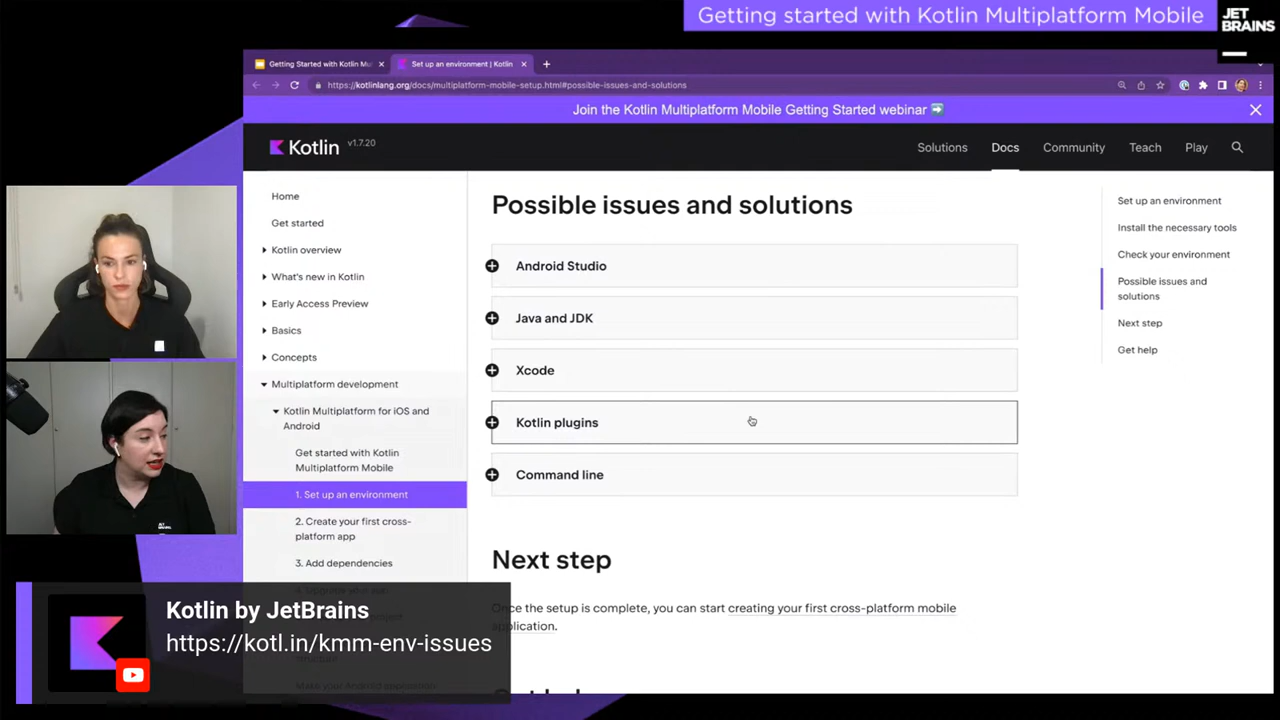 Getting started with Kotlin Multiplatform Mobile
JET
BRAINS
Getting Started with Kotlin Mu
Set up an environment | Kotlin
https://kotlinlang.org/docs/multiplatform-mobile-setup.html#possible-issues-and-solutions
Join the Kotlin Multiplatform Mobile Getting Started webinar
Kotlin v1.7.20
Solutions
Docs
Community
Teach
Play
Home
Get started
Kotlin overview
What's new in Kotlin
Early Access Preview
Basics
Concepts
Multiplatform development
Kotlin Multiplatform for iOS and
Android
Get started with Kotlin
Multiplatform Mobile
1. Set up an environment
2. Create your first cross-
platform app
3. Add dependencies
Possible issues and solutions
Android Studio
Java and JDK
Xcode
Kotlin plugins
Command line
Next step
Once the setup is complete, you can start creating your first cross-platform mobile
application.
Set up an environment
Install the necessary tools
Check your environment
Possible issues and
solutions
Next step
Get help
JET
BRAINS
Kotlin by JetBrains
https://kotl.in/kmm-env-issues